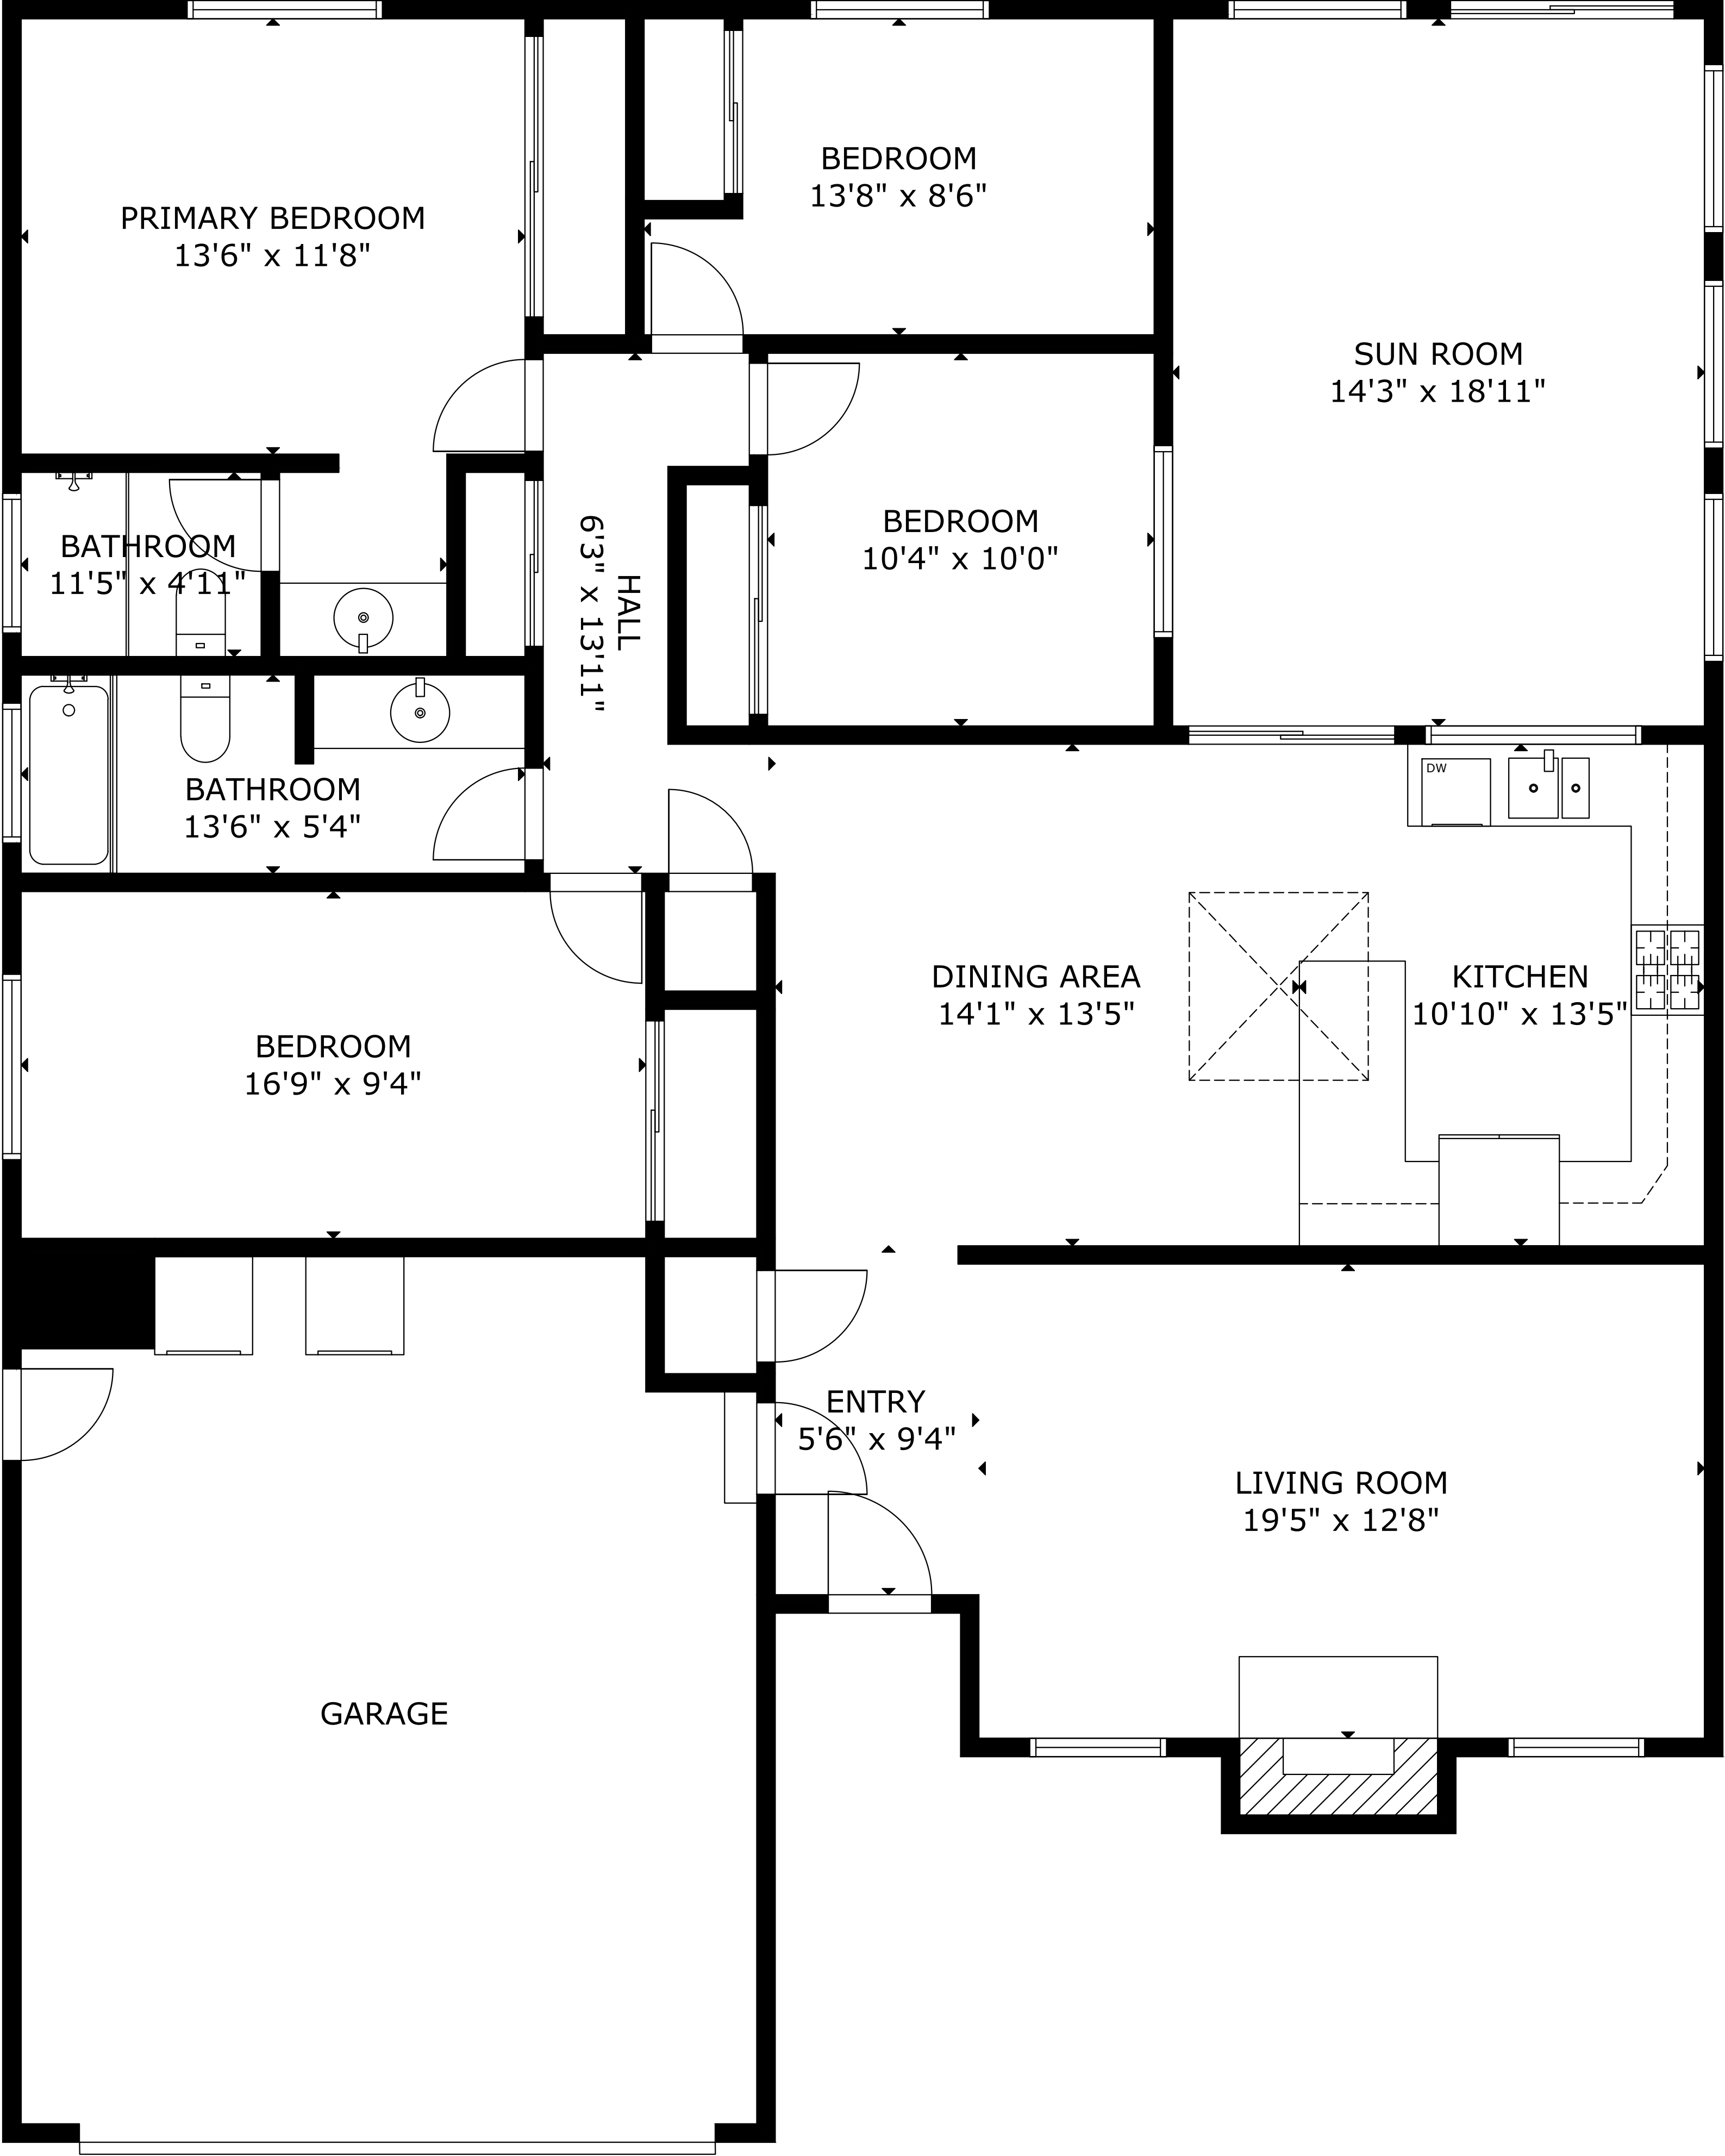 BEDROOM
13'8" x 8'6"
PRIMARY BEDROOM
13'6" x 11'8"
SUN ROOM
14'3" x 18'11"
BEDROOM
10'4" x 10'0"
BATHROOM
11'5" x 4'11"
HALL
6'3" x 13'11"
DW
BATHROOM
13'6" x 5'4"
DINING AREA
14'1" x 13'5"
KITCHEN
10'10" x 13'5"
BEDROOM
16'9" x 9'4"
ENTRY
5'6" x 9'4"
LIVING ROOM
19'5" x 12'8"
GARAGE